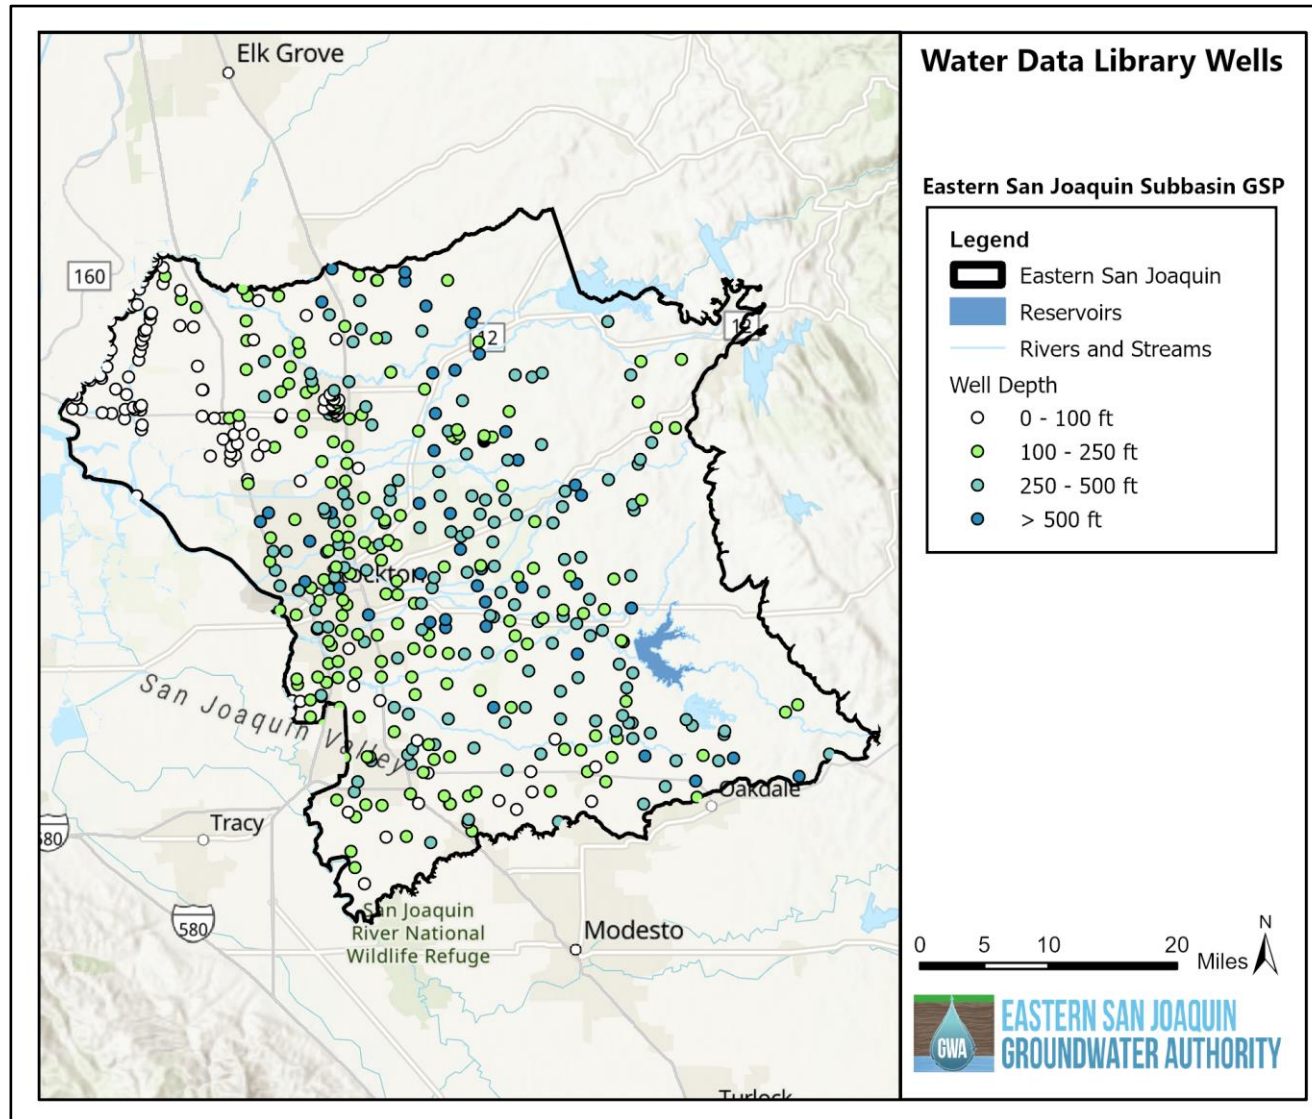 Elk Grove
160
12
12
Stockton
San Joaquin Valley
Oakdale
Tracy
580
580
San Joaquin
River National
Wildlife Refuge
Modesto
Turlock
Water Data Library Wells
Eastern San Joaquin Subbasin GSP
Legend
Eastern San Joaquin
Reservoirs
Rivers and Streams
Well Depth
0 - 100 ft
100 - 250 ft
250 - 500 ft
> 500 ft
N
0 5 10 20
Miles
GWA
EASTERN SAN JOAQUIN
GROUNDWATER AUTHORITY